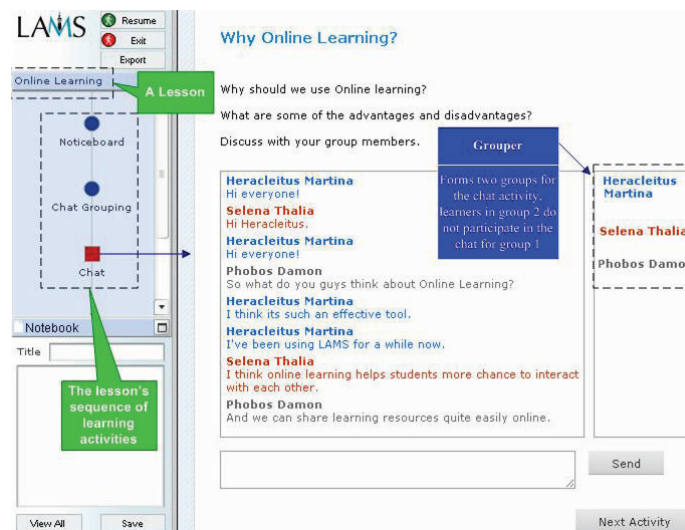 LAMS
Resume
Exit
Export
Online Learning
A Lesson
Noticeboard
Chat Grouping
Chat
Notebook
Title
The lesson's
sequence of
learning
activities
View All
Save
Why Online Learning?
Why should we use Online learning?
What are some of the advantages and disadvantages?
Discuss with your group members.
Grouper
Forms two groups for
the chat activity,
learners in group 2 do
not participate in the
chat for group 1
Heracleitus Martina
Hi everyone!
Selena Thalia
Hi Heracleitus.
Heracleitus Martina
Hi everyone!
Phobos Damon
So what do you guys think about Online Learning?
Heracleitus Martina
I think its such an effective tool.
Heracleitus Martina
I've been using LAMS for a while now.
Selena Thalia
I think online learning helps students more chance to interact
with each other.
Phobos Damon
And we can share learning resources quite easily online.
Heracleitus
Martina
Selena Thalia
Phobos Damo
Send
Next Activity